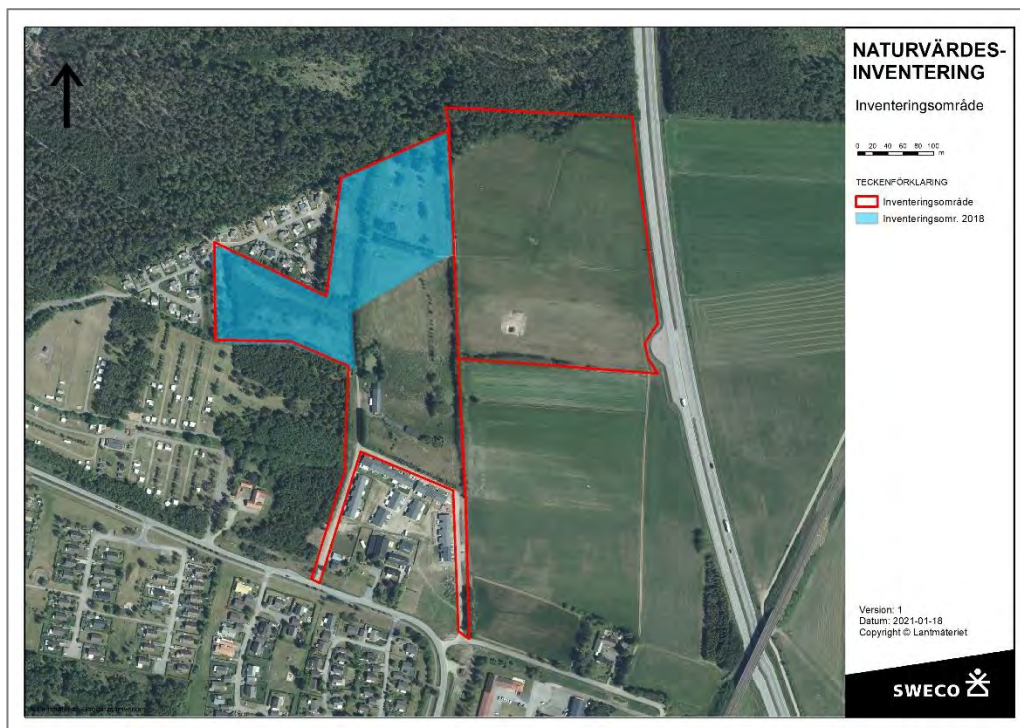 NATURVÄRDES-
INVENTERING
Inventeringsområde
0 20 40 60 80 100
m
TECKENFÖRKLARING
Inventeringsområde
Inventeringsomr. 2018
Version: 1
Datum: 2021-01-18
Copyright © Lantmäteriet
SWECO